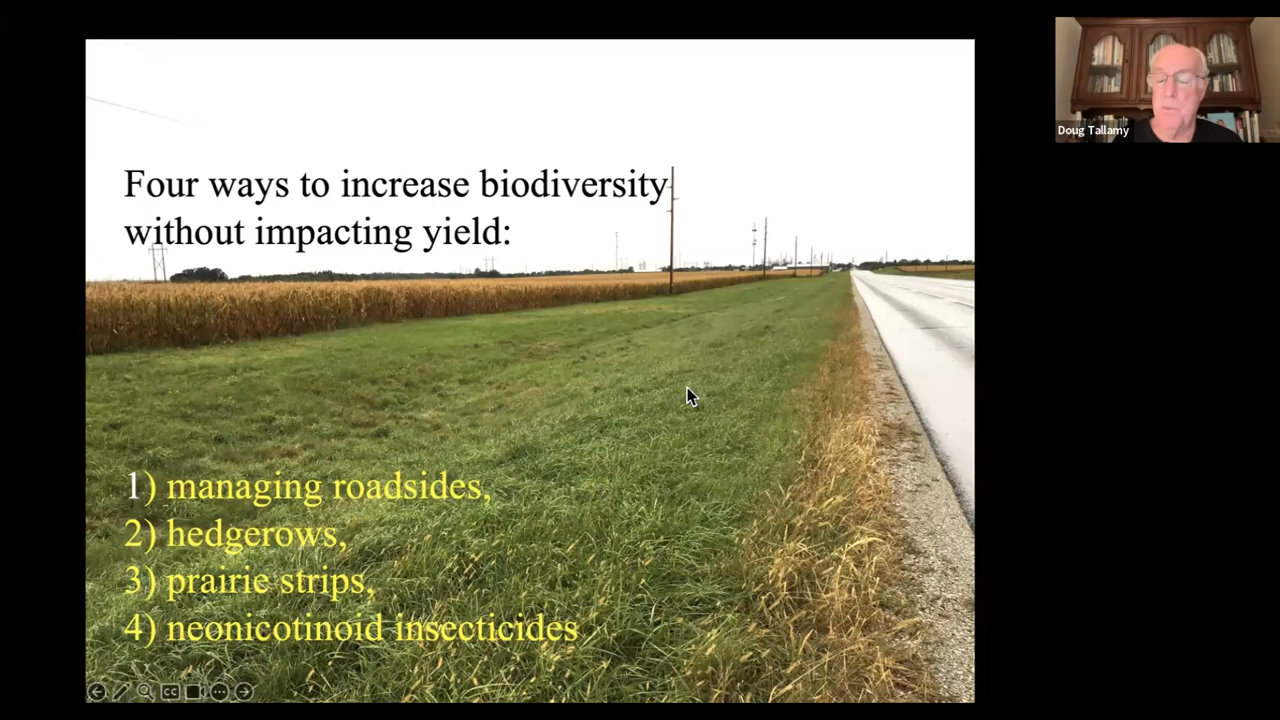 Four ways to increase biodiversity
without impacting yield:
1) managing roadsides,
2) hedgerows,
3) prairie strips,
4) neonicotinoid insecticides
Doug Tallamy
CC